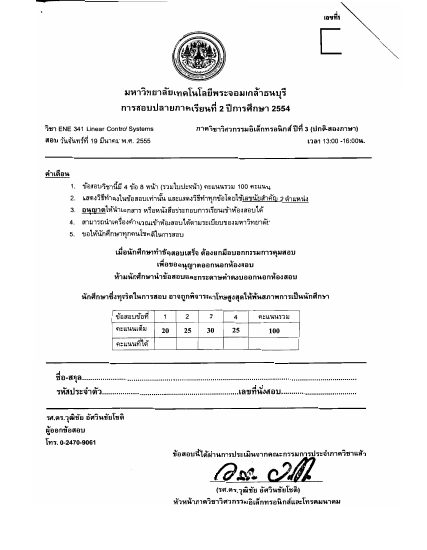 เลขที่
มหาวิทยาลัยเทคโนโลยีพระจอมเกล้าธนบุรี
การสอบปลายภาคเรียนที่ 2 ปีการศึกษา 2554
วิชา ENE 341 Linear Control Systems ภาควิชาวิศวกรรมอิเล็กทรอนิกส์ ปีที่ 3 (ปกติ-สองภาษา)
สอบ วันจันทร์ที่ 19 มีนาคม พ.ศ. 2555 เวลา 13:00 -16:00น.
คำเตือน
1. ข้อสอบวิชานี้มี 4 ข้อ 8 หน้า (รวมใบปะหน้า) คะแนนรวม 100 คะแนน
2. แสดงวิธีทำลงในข้อสอบเท่านั้น และแสดงวิธีทำทุกข้อโดยใช้เลขนัยสำคัญ 2 ตำแหน่ง
3. อนุญาตให้นำเอกสาร หรือหนังสือประกอบการเรียนเข้าห้องสอบได้
4. สามารถนำเครื่องคำนวณเข้าห้องสอบได้ตามระเบียบของมหาวิทยาลัย
5. ขอให้นักศึกษาทุกคนโชคดีในการสอบ
เมื่อนักศึกษาทำข้อสอบเสร็จ ต้องยกมือบอกกรรมการคุมสอบ
เพื่อขออนุญาตออกนอกห้องสอบ
ห้ามนักศึกษานำข้อสอบและกระดาษคำตอบออกนอกห้องสอบ
นักศึกษาซึ่งทุจริตในการสอบ อาจถูกพิจารณาโทษสูงสุดให้พ้นสภาพการเป็นนักศึกษา
ข้อสอบข้อที่ 1 2 4 คะแนนรวม
คะแนนเต็ม 20 25 30 25 100
คะแนนที่ได้
ชื่อ-สกุล
รหัสประจำตัว เลขที่นั่งสอบ
รศ.ดร.วุฒิชัย อัศวินชัยโชติ
ผู้ออกข้อสอบ
โทร. 0-2470-9061
ข้อสอบนี้ได้ผ่านการประเมินจากคณะกรรมการประจำภาควิชาแล้ว
(รศ.ดร.วุฒิชัย อัศวินชัยโชติ)
หัวหน้าภาควิชาวิศวกรรมอิเล็กทรอนิกส์และโทรคมนาคม